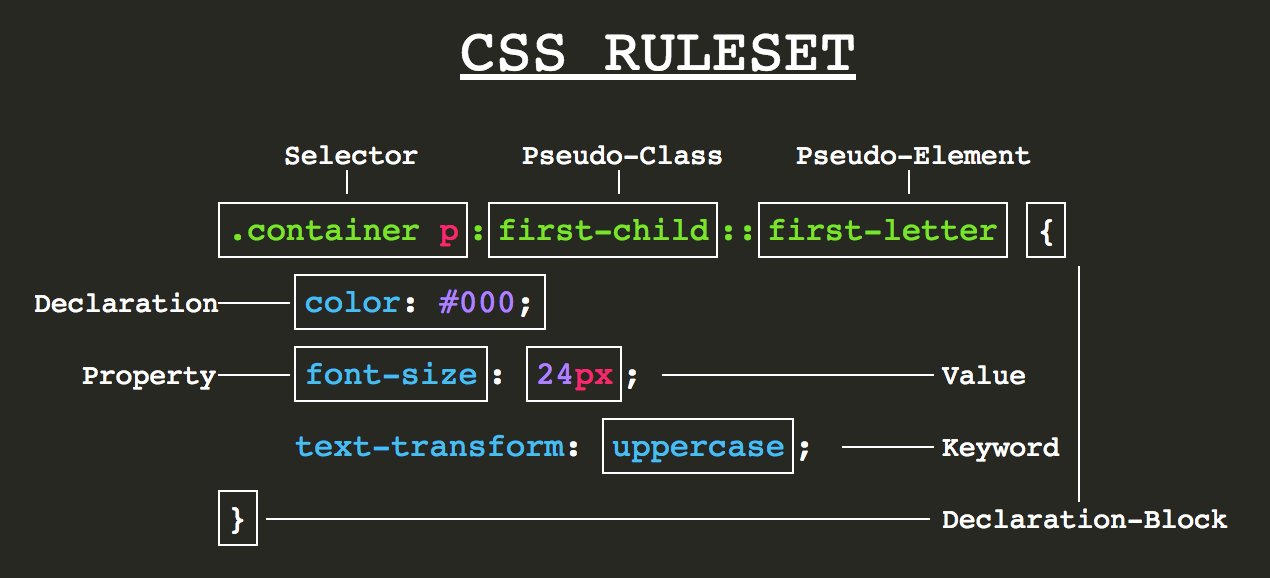 CSS RULESET
Selector Pseudo-Class Pseudo-Element
.container p:first-child::first-letter {
Declaration color: #000;
Property font-size: 24px; Value
text-transform: uppercase; Keyword
} Declaration-Block